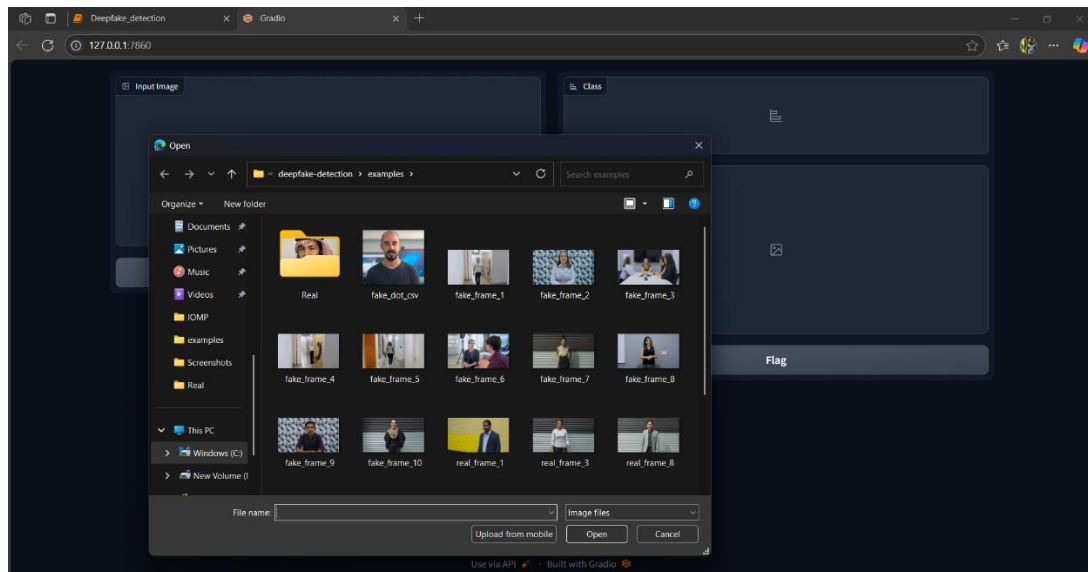 Deepfake_detection
Gradio
127.0.0.1:7860
Input Image
Class
Open
« deepfake-detection › examples ›
Search examples
Organize
New folder
Documents
Pictures
Music
Videos
IOMP
examples
Screenshots
Real
This PC
Windows (C:)
New Volume (I
Real
fake_dot_csv
fake_frame_1
fake_frame_2
fake_frame_3
fake_frame_4
fake_frame_5
fake_frame_6
fake_frame_7
fake_frame_8
fake_frame_9
fake_frame_10
real_frame_1
real_frame_3
real_frame_8
File name:
Image files
Upload from mobile
Open
Cancel
Flag
Use via API · Built with Gradio